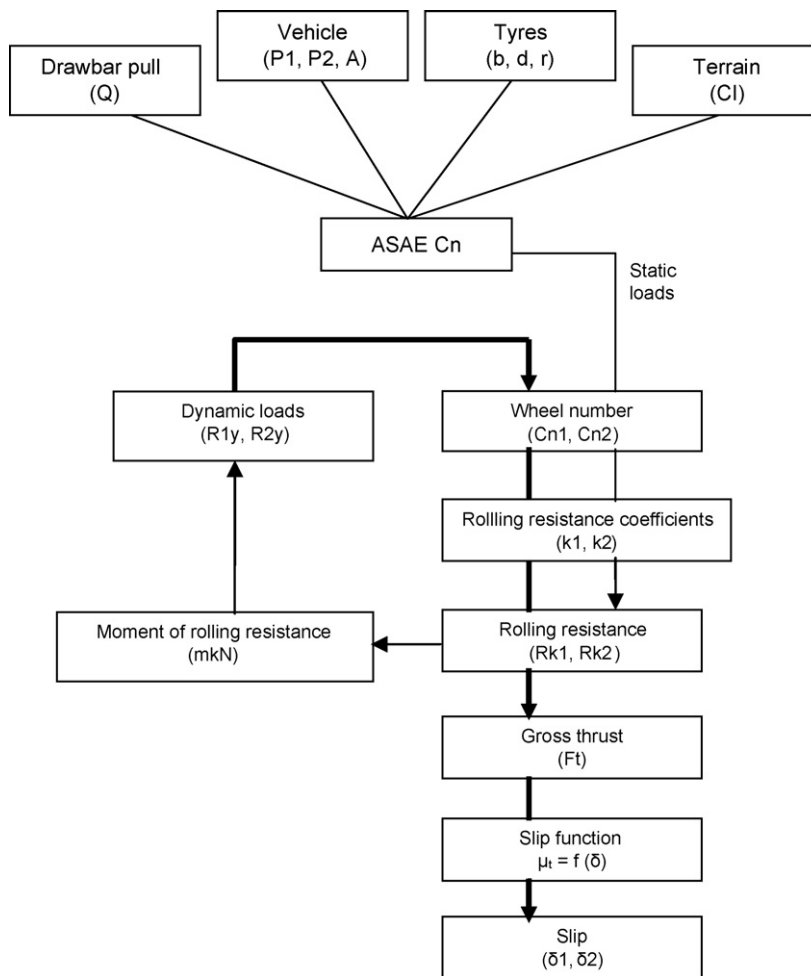 Drawbar pull
(Q)
Vehicle
(P1, P2, A)
Tyres
(b, d, r)
Terrain
(CI)
ASAE Cn
Static
loads
Dynamic loads
(R1y, R2y)
Wheel number
(Cn1, Cn2)
Rollling resistance coefficients
(k1, k2)
Moment of rolling resistance
(mkN)
Rolling resistance
(Rk1, Rk2)
Gross thrust
(Ft)
Slip function
μₜ = f (δ)
Slip
(δ1, δ2)